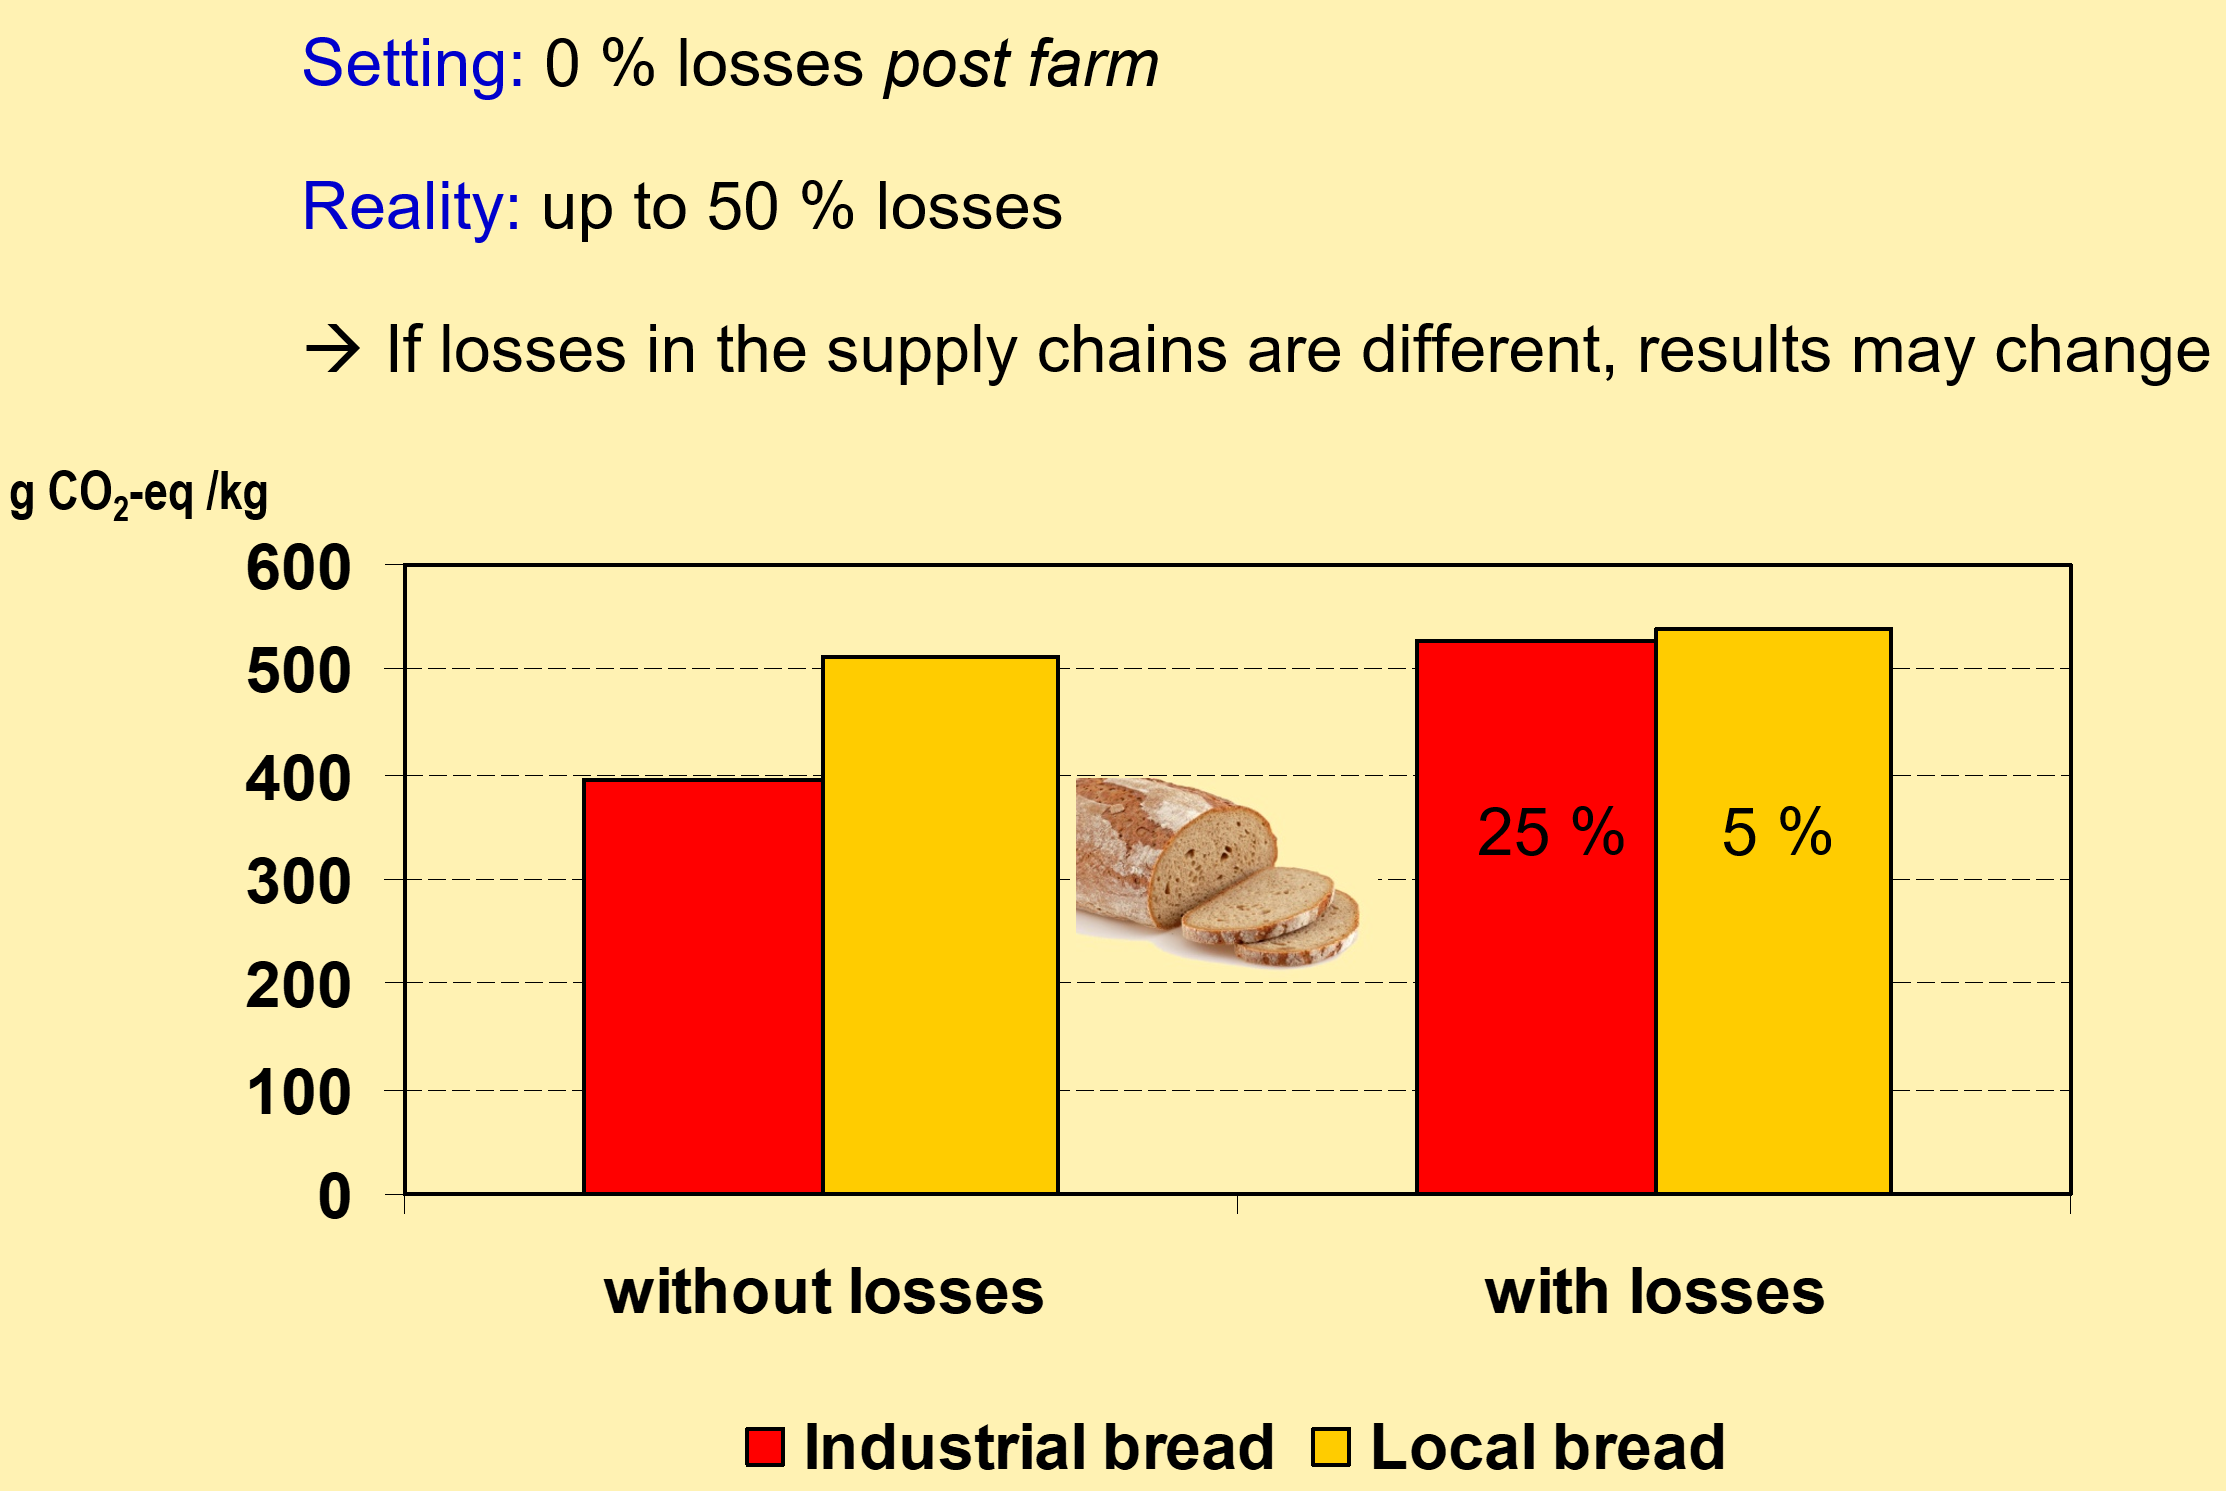 Setting: 0 % losses post farm
Reality: up to 50 % losses
→ If losses in the supply chains are different, results may change
g CO₂-eq /kg
600
500
400
300
200
100
0
25 %
5 %
without losses
with losses
Industrial bread
Local bread